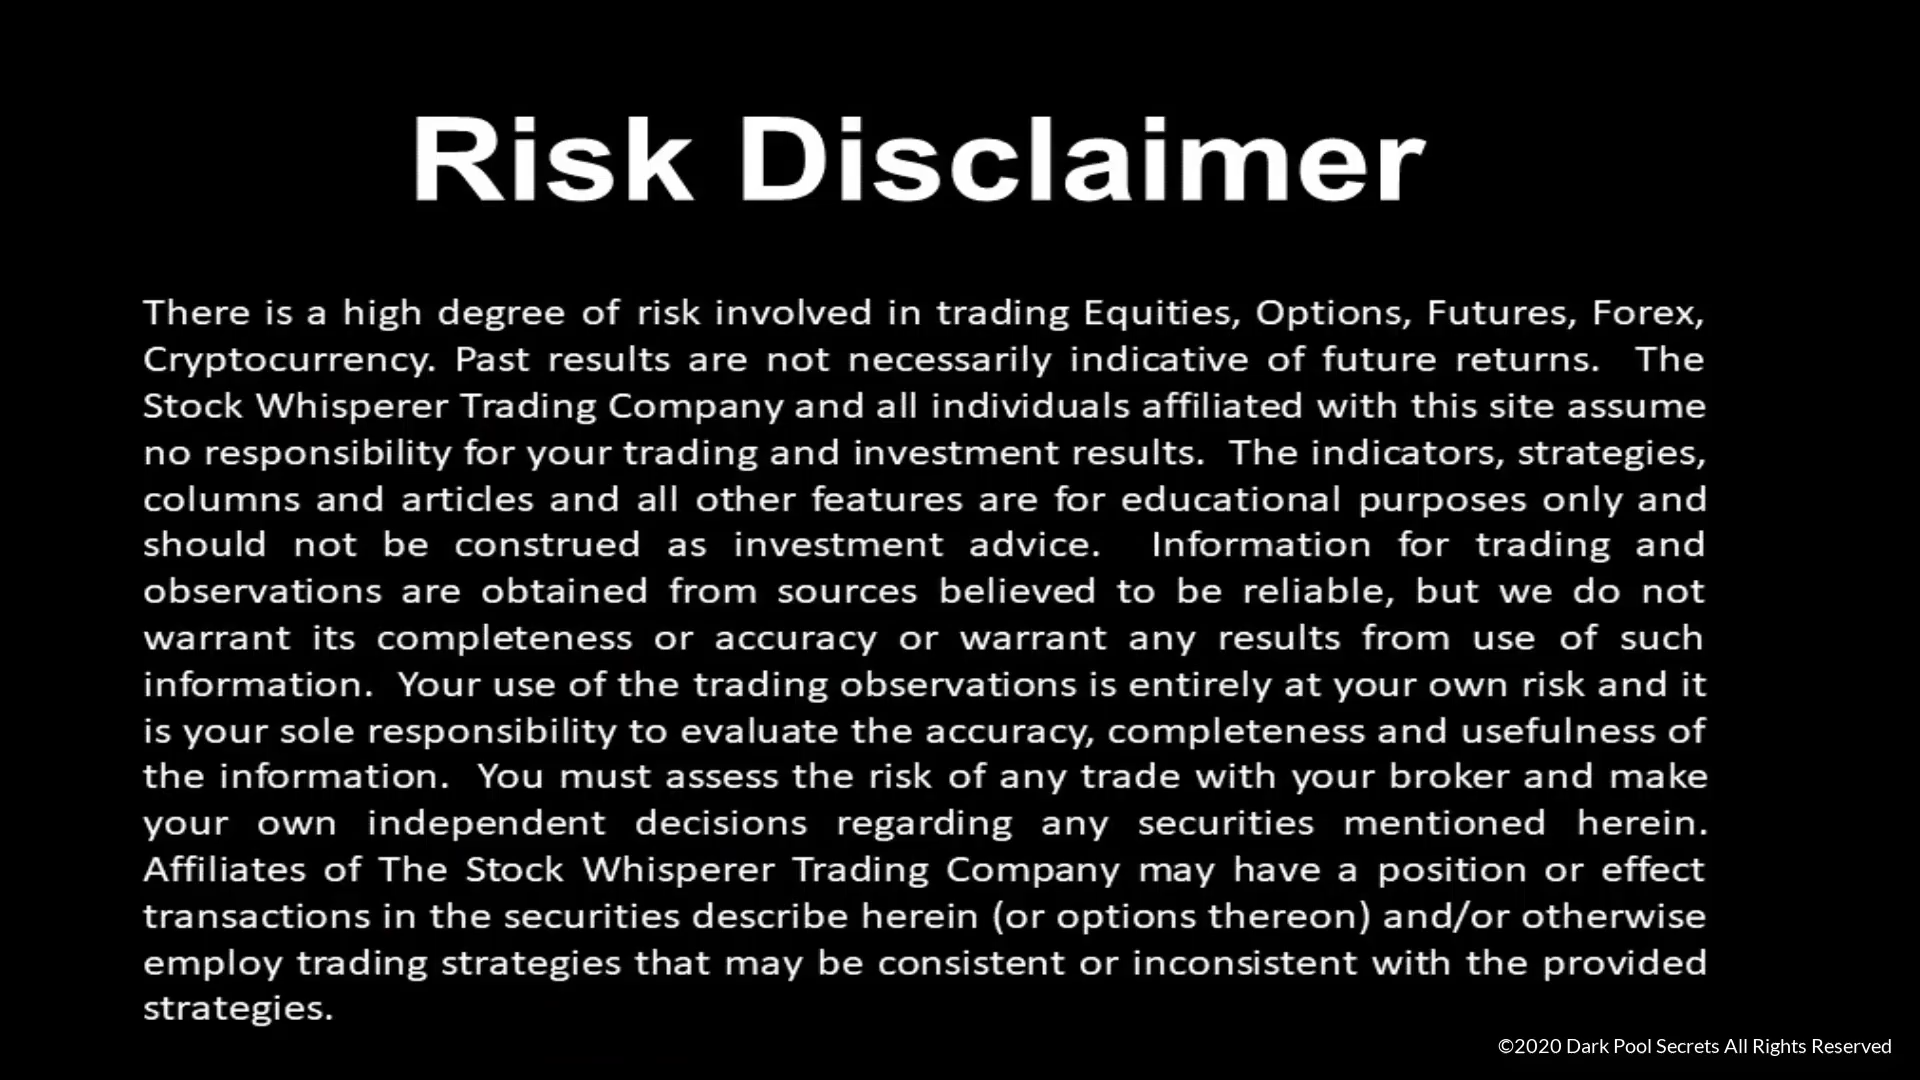 Risk Disclaimer
There is a high degree of risk involved in trading Equities, Options, Futures, Forex,
Cryptocurrency. Past results are not necessarily indicative of future returns. The
Stock Whisperer Trading Company and all individuals affiliated with this site assume
no responsibility for your trading and investment results. The indicators, strategies,
columns and articles and all other features are for educational purposes only and
should not be construed as investment advice. Information for trading and
observations are obtained from sources believed to be reliable, but we do not
warrant its completeness or accuracy or warrant any results from use of such
information. Your use of the trading observations is entirely at your own risk and it
is your sole responsibility to evaluate the accuracy, completeness and usefulness of
the information. You must assess the risk of any trade with your broker and make
your own independent decisions regarding any securities mentioned herein.
Affiliates of The Stock Whisperer Trading Company may have a position or effect
transactions in the securities describe herein (or options thereon) and/or otherwise
employ trading strategies that may be consistent or inconsistent with the provided
strategies.
©2020 Dark Pool Secrets All Rights Reserved